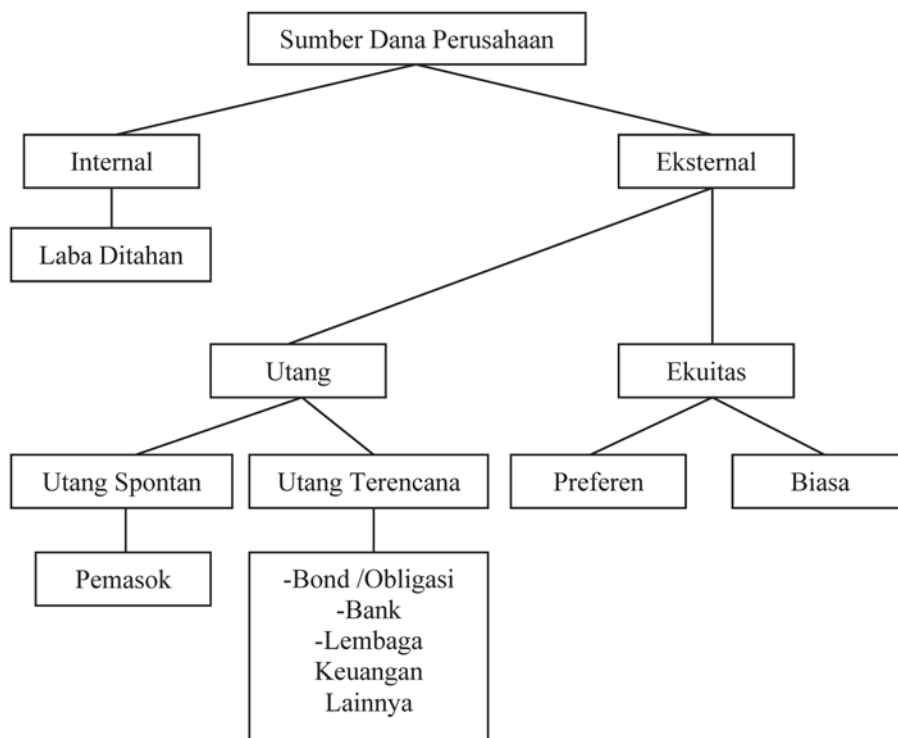 Sumber Dana Perusahaan
Internal
Eksternal
Laba Ditahan
Utang
Ekuitas
Utang Spontan
Utang Terencana
Preferen
Biasa
Pemasok
-Bond /Obligasi
-Bank
-Lembaga
Keuangan
Lainnya